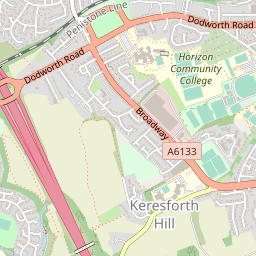 Penistone Line
Dodworth Road
Dodworth Road
Horizon
Community
College
Broadway
A6133
Keresforth
Hill